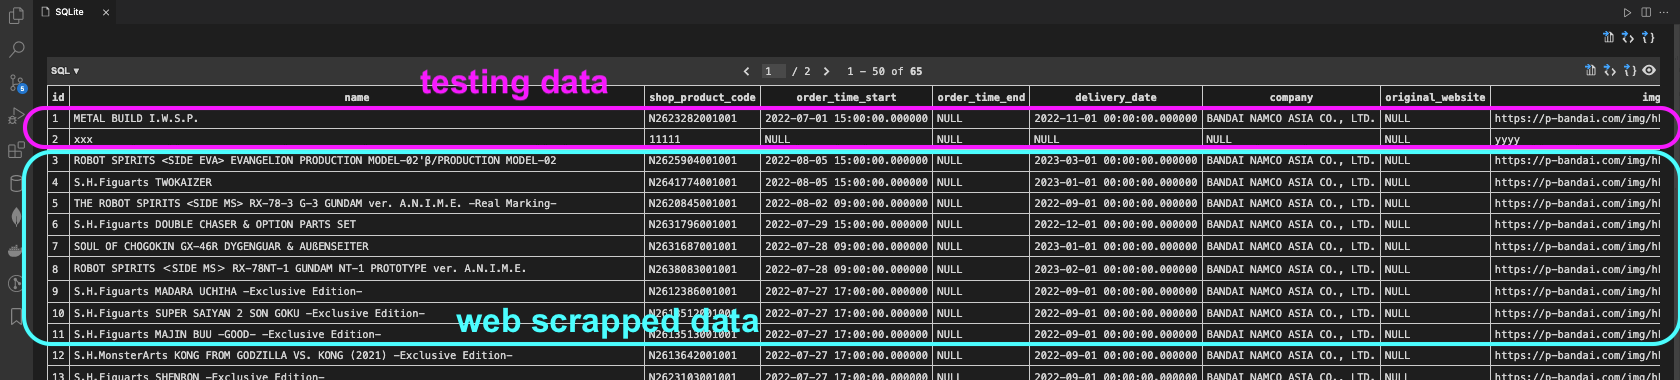 SQLite ×
5
SQL ▾ 1 / 2 1 – 50 of 65
testing data
id name shop_product_code order_time_start order_time_end delivery_date company original_website img
1 METAL BUILD I.W.S.P. N2623282001001 2022-07-01 15:00:00.000000 NULL 2022-11-01 00:00:00.000000 BANDAI NAMCO ASIA CO., LTD. NULL https://p-bandai.com/img/hl
2 xxx 11111 NULL NULL NULL NULL NULL yyyy
3 ROBOT SPIRITS <SIDE EVA> EVANGELION PRODUCTION MODEL-02'β/PRODUCTION MODEL-02 N2625904001001 2022-08-05 15:00:00.000000 NULL 2023-03-01 00:00:00.000000 BANDAI NAMCO ASIA CO., LTD. NULL https://p-bandai.com/img/hl
4 S.H.Figuarts TWOKAIZER N2641774001001 2022-08-05 15:00:00.000000 NULL 2023-01-01 00:00:00.000000 BANDAI NAMCO ASIA CO., LTD. NULL https://p-bandai.com/img/hl
5 THE ROBOT SPIRITS <SIDE MS> RX-78-3 G-3 GUNDAM ver. A.N.I.M.E. -Real Marking- N2620845001001 2022-08-02 09:00:00.000000 NULL 2023-01-01 00:00:00.000000 BANDAI NAMCO ASIA CO., LTD. NULL https://p-bandai.com/img/hl
6 S.H.Figuarts DOUBLE CHASER & OPTION PARTS SET N2631796001001 2022-07-29 15:00:00.000000 NULL 2022-12-01 00:00:00.000000 BANDAI NAMCO ASIA CO., LTD. NULL https://p-bandai.com/img/hl
7 SOUL OF CHOGOKIN GX-46R DYGENGUAR & AUßENSEITER N2631687001001 2022-07-28 09:00:00.000000 NULL 2023-01-01 00:00:00.000000 BANDAI NAMCO ASIA CO., LTD. NULL https://p-bandai.com/img/hl
8 ROBOT SPIRITS ＜SIDE MS＞ RX-78NT-1 GUNDAM NT-1 PROTOTYPE ver. A.N.I.M.E. N2638083001001 2022-07-28 09:00:00.000000 NULL 2023-02-01 00:00:00.000000 BANDAI NAMCO ASIA CO., LTD. NULL https://p-bandai.com/img/hl
9 S.H.Figuarts MADARA UCHIHA -Exclusive Edition- N2612386001001 2022-07-27 17:00:00.000000 NULL 2022-09-01 00:00:00.000000 BANDAI NAMCO ASIA CO., LTD. NULL https://p-bandai.com/img/hl
10 S.H.Figuarts SUPER SAIYAN 2 SON GOKU -Exclusive Edition- 2022-07-27 17:00:00.000000 NULL 2022-09-01 00:00:00.000000 BANDAI NAMCO ASIA CO., LTD. NULL https://p-bandai.com/img/hl
web scrapped data
11 S.H.Figuarts MAJIN BUU -GOOD- -Exclusive Edition- N2613513001001 2022-07-27 17:00:00.000000 NULL 2022-09-01 00:00:00.000000 BANDAI NAMCO ASIA CO., LTD. NULL https://p-bandai.com/img/hl
12 S.H.MonsterArts KONG FROM GODZILLA VS. KONG (2021) -Exclusive Edition- N2613642001001 2022-07-27 17:00:00.000000 NULL 2022-09-01 00:00:00.000000 BANDAI NAMCO ASIA CO., LTD. NULL https://p-bandai.com/img/hl
13 S.H.Figuarts SHENRON -Exclusive Edition- N2623103001001 2022-07-27 17:00:00.000000 NULL 2022-09-01 00:00:00.000000 BANDAI NAMCO ASIA CO., LTD. NULL https://p-bandai.com/img/hl